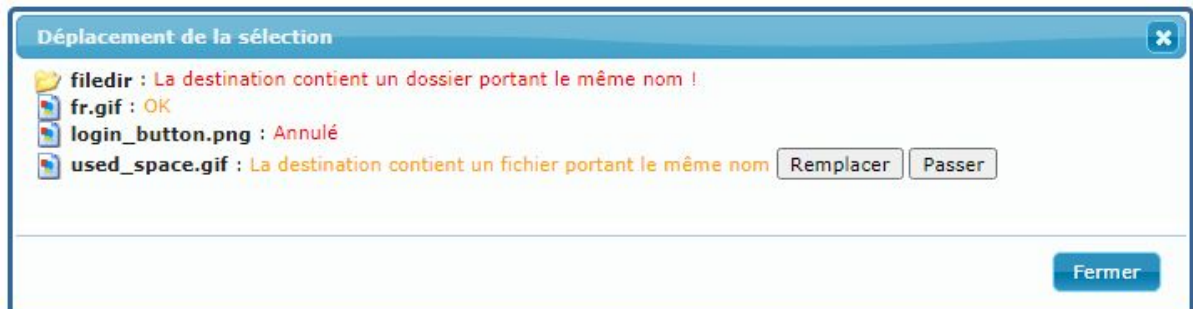 Déplacement de la sélection
filedir : La destination contient un dossier portant le même nom !
fr.gif : OK
login_button.png : Annulé
used_space.gif : La destination contient un fichier portant le même nom Remplacer Passer
Fermer